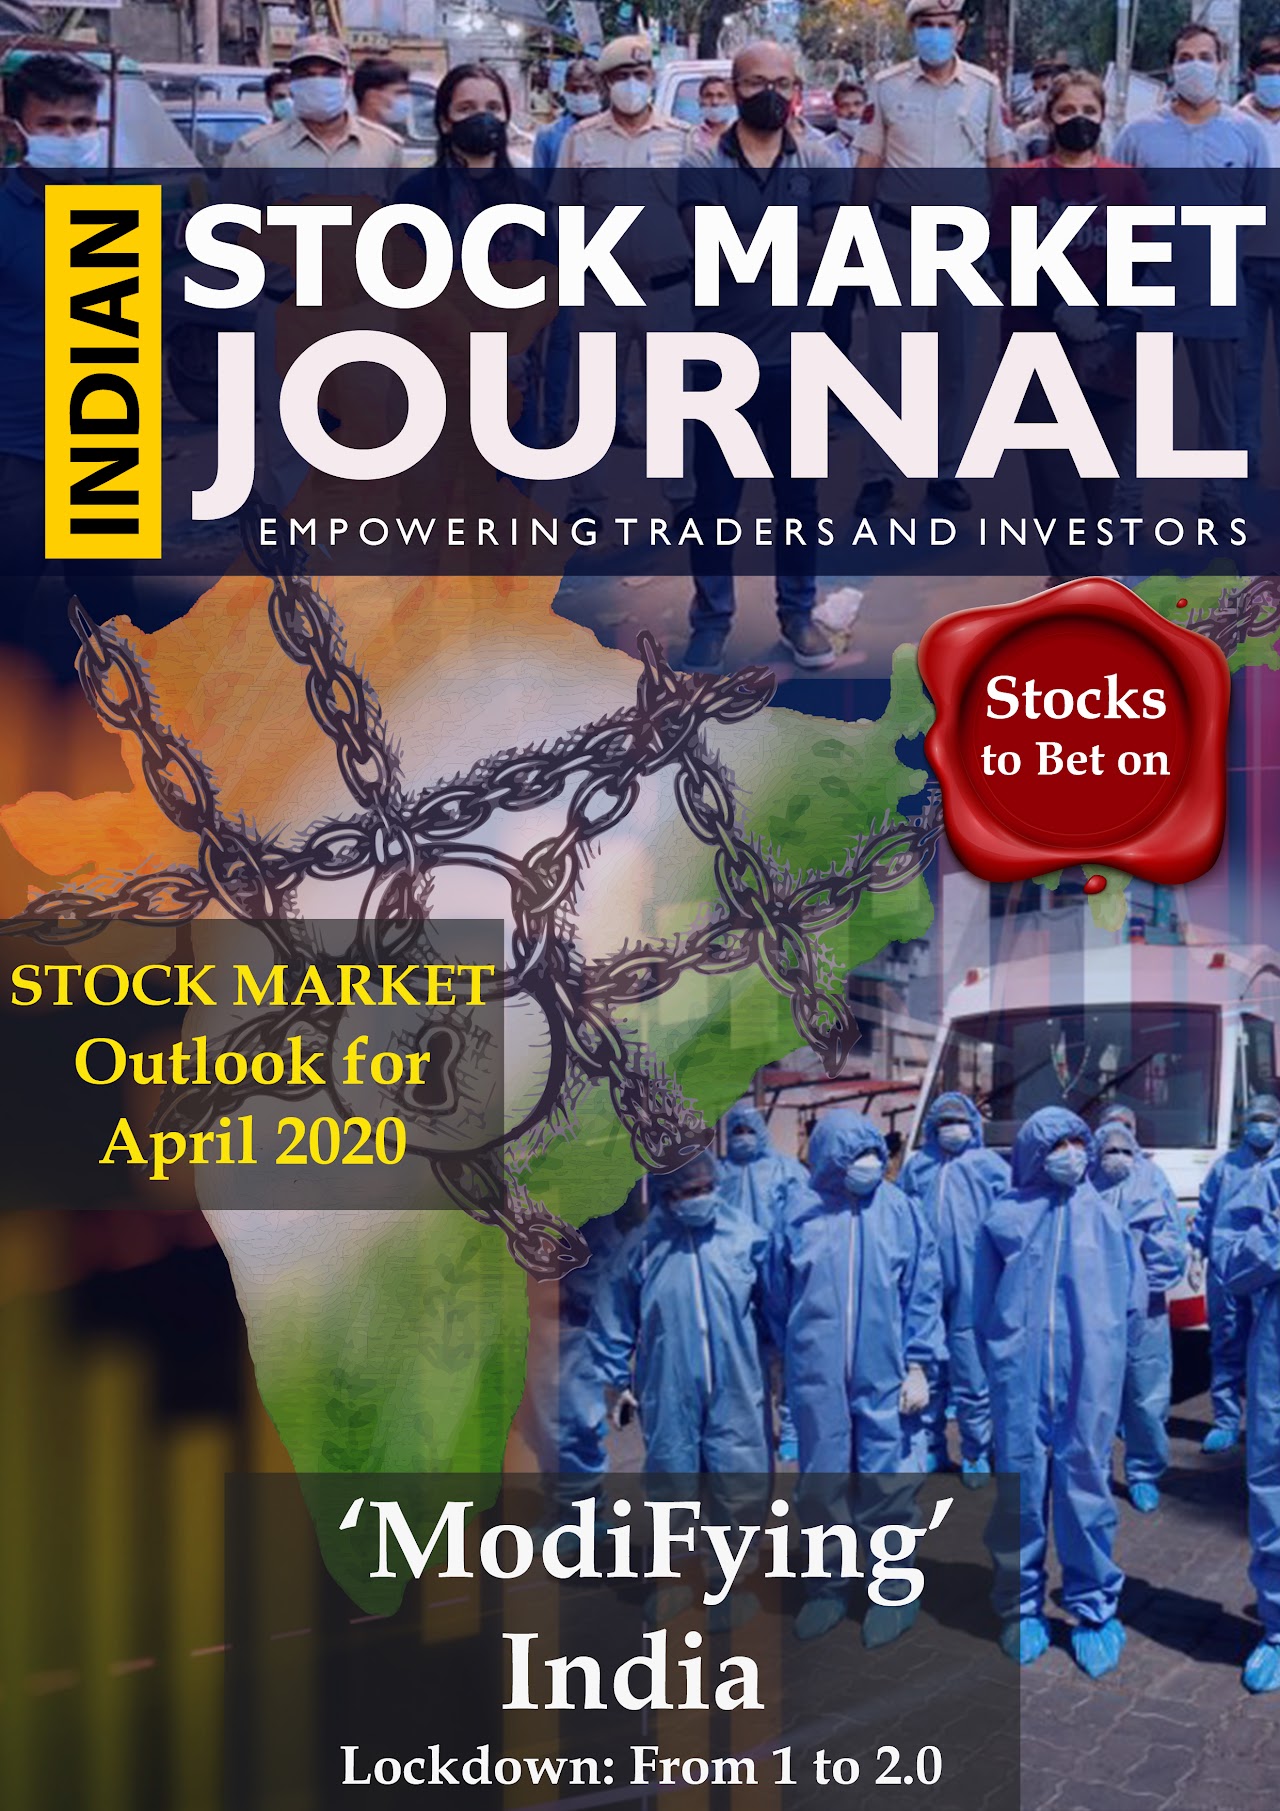 INDIAN
STOCK MARKET
JOURNAL
EMPOWERING TRADERS AND INVESTORS
Stocks
to Bet on
STOCK MARKET
Outlook for
April 2020
‘ModiFying’
India
Lockdown: From 1 to 2.0